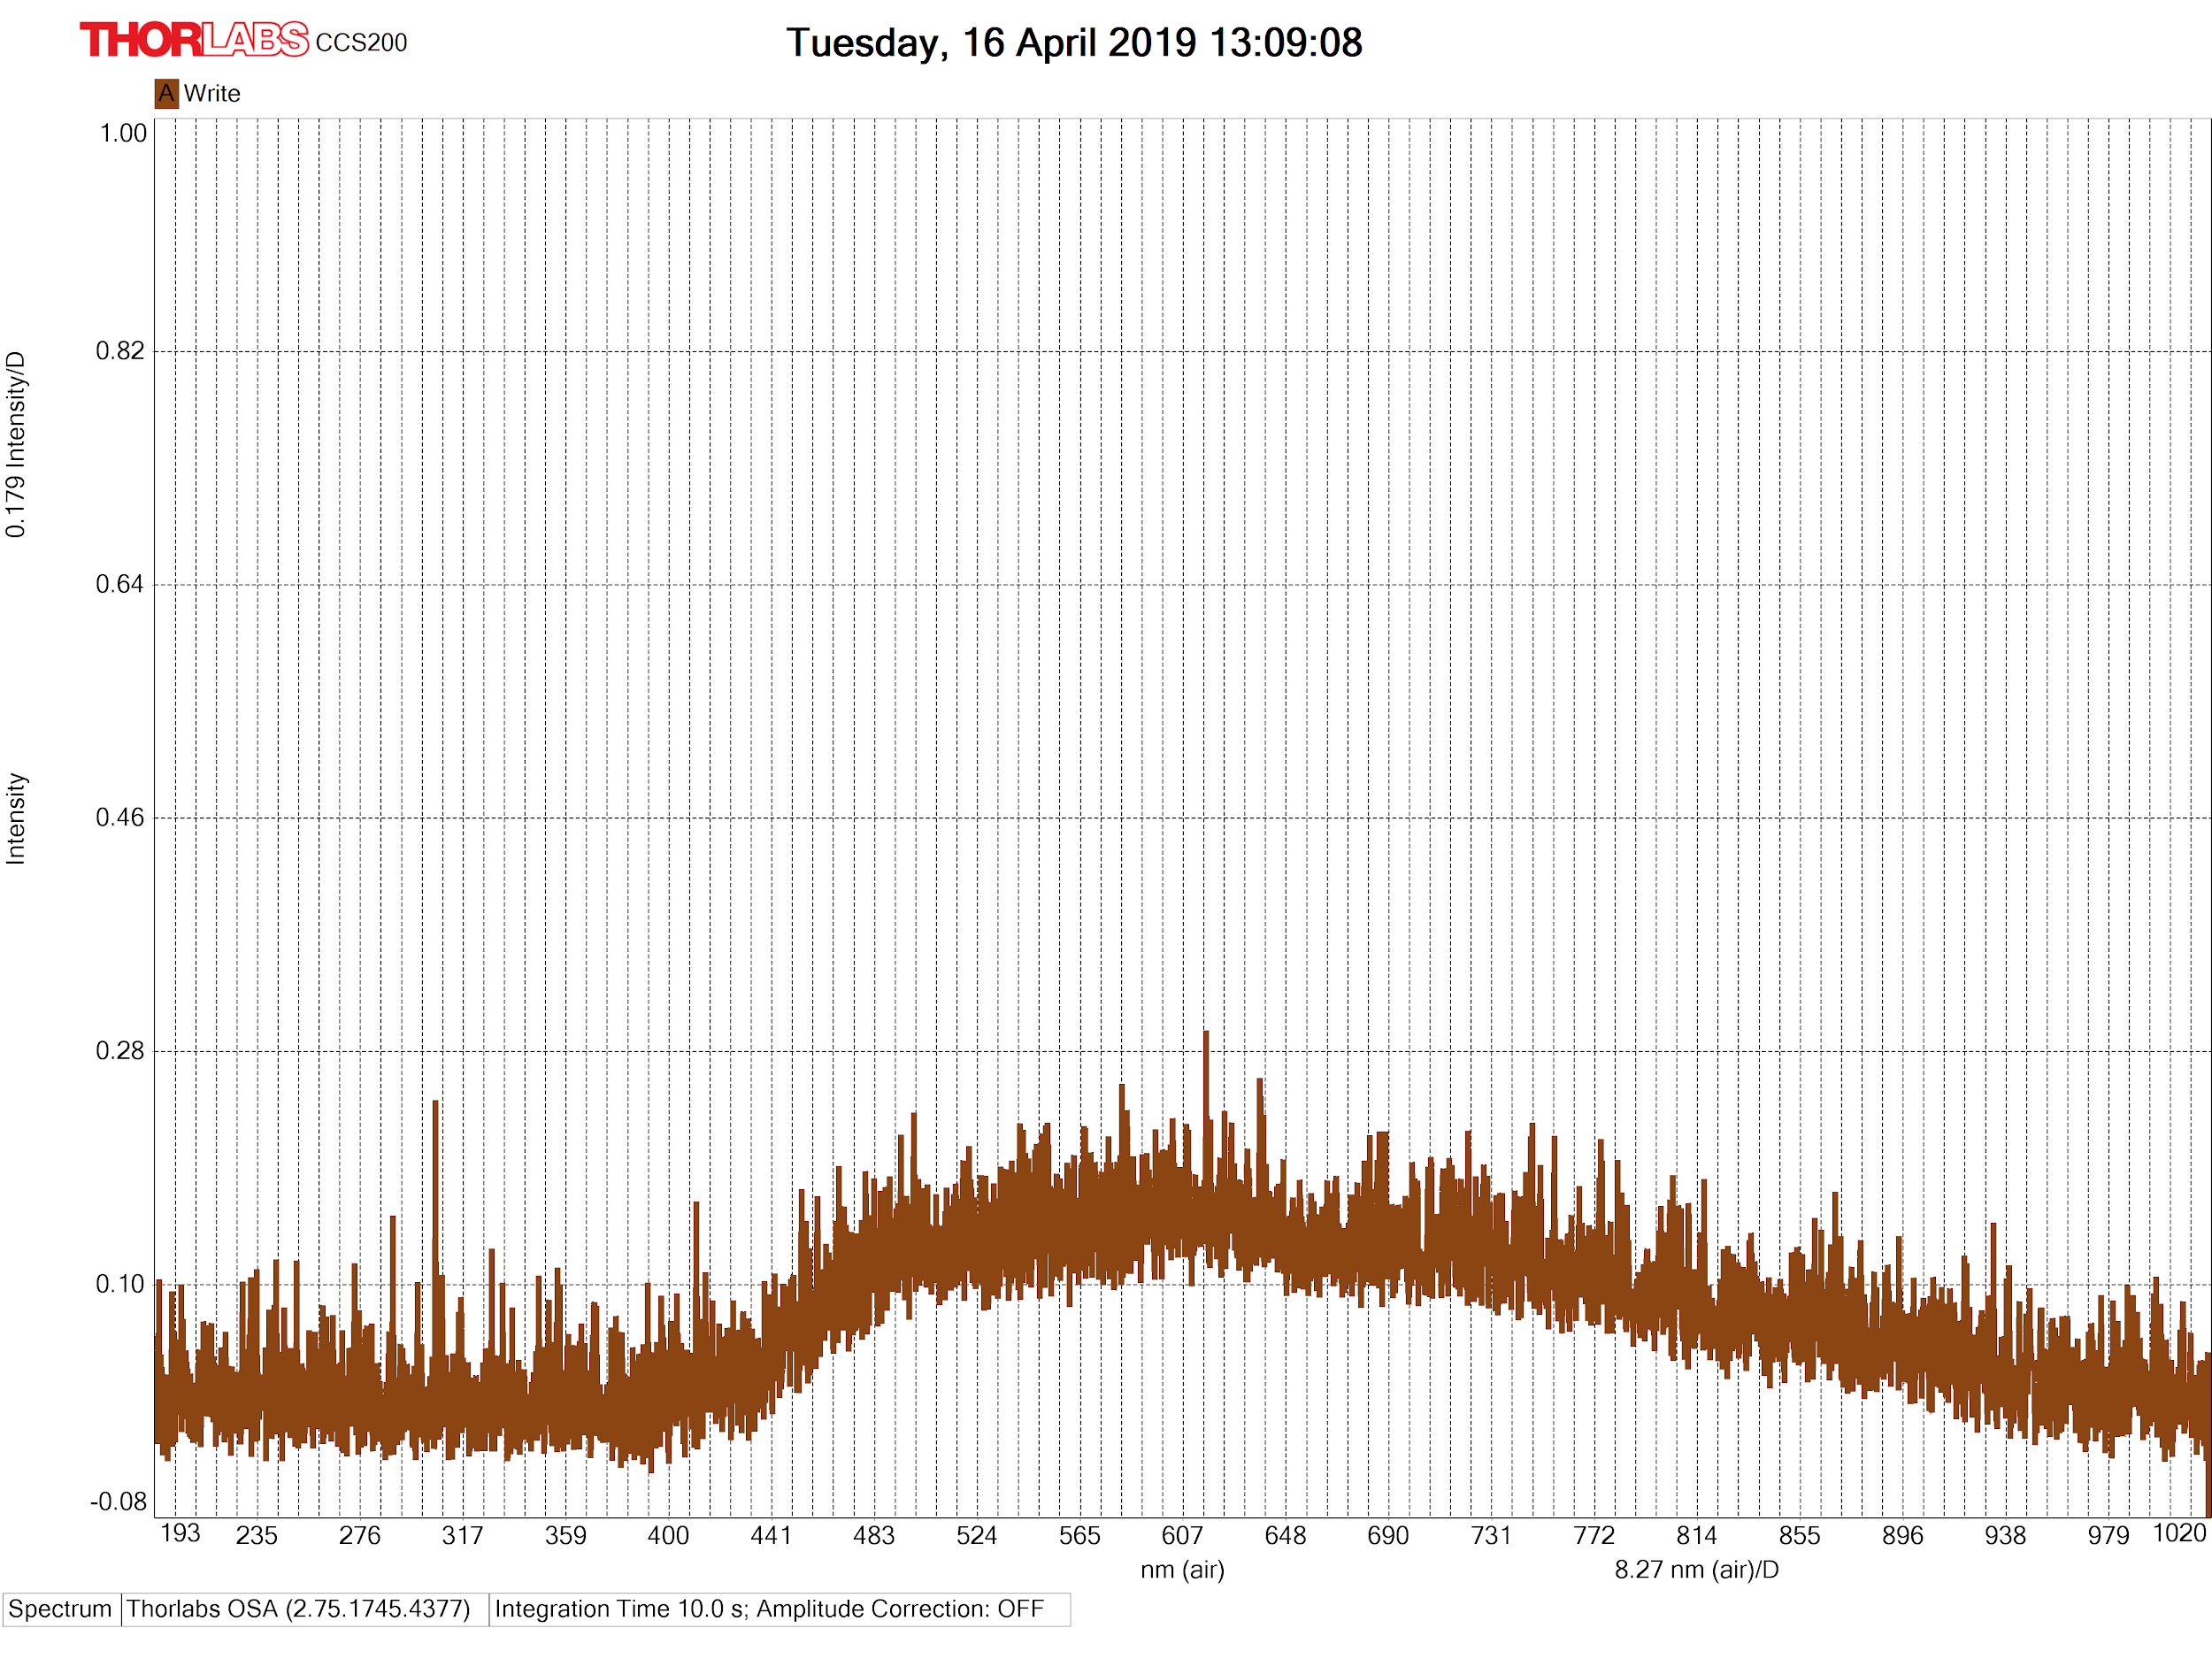 THORLABS CCS200
Tuesday, 16 April 2019 13:09:08
A Write
1.00
0.82
0.64
0.46
0.28
0.10
-0.08
0.179 Intensity/D
Intensity
193 235 276 317 359 400 441 483 524 565 607 648 690 731 772 814 855 896 938 979 1020
nm (air) 8.27 nm (air)/D
Spectrum Thorlabs OSA (2.75.1745.4377) Integration Time 10.0 s; Amplitude Correction: OFF